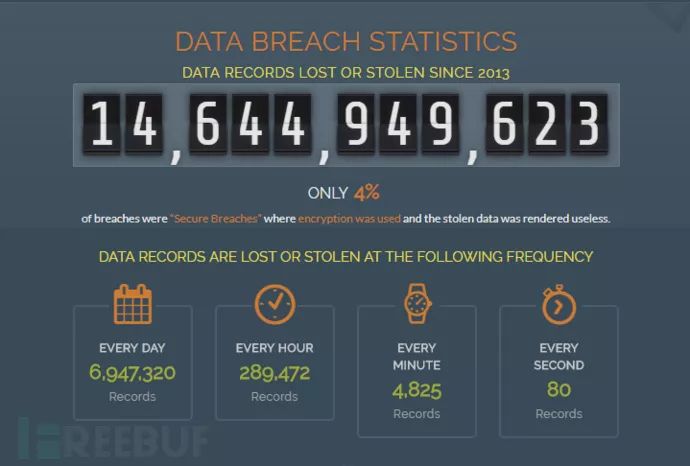 DATA BREACH STATISTICS
DATA RECORDS LOST OR STOLEN SINCE 2013
14,644,949,623
ONLY 4%
of breaches were "Secure Breaches" where encryption was used and the stolen data was rendered useless.
DATA RECORDS ARE LOST OR STOLEN AT THE FOLLOWING FREQUENCY
EVERY DAY
6,947,320
Records
EVERY HOUR
289,472
Records
EVERY
MINUTE
4,825
Records
EVERY
SECOND
80
Records
FREEBUF